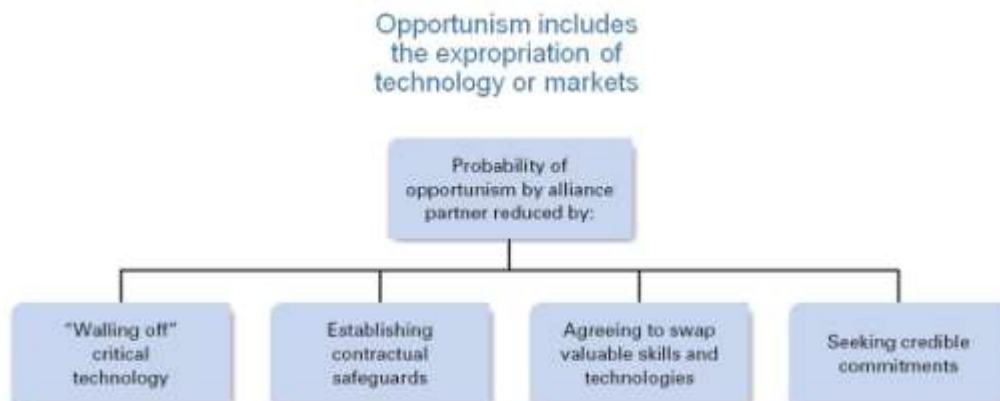 Opportunism includes
the expropriation of
technology or markets
Probability of
opportunism by alliance
partner reduced by:
"Walling off"
critical
technology
Establishing
contractual
safeguards
Agreeing to swap
valuable skills and
technologies
Seeking credible
commitments